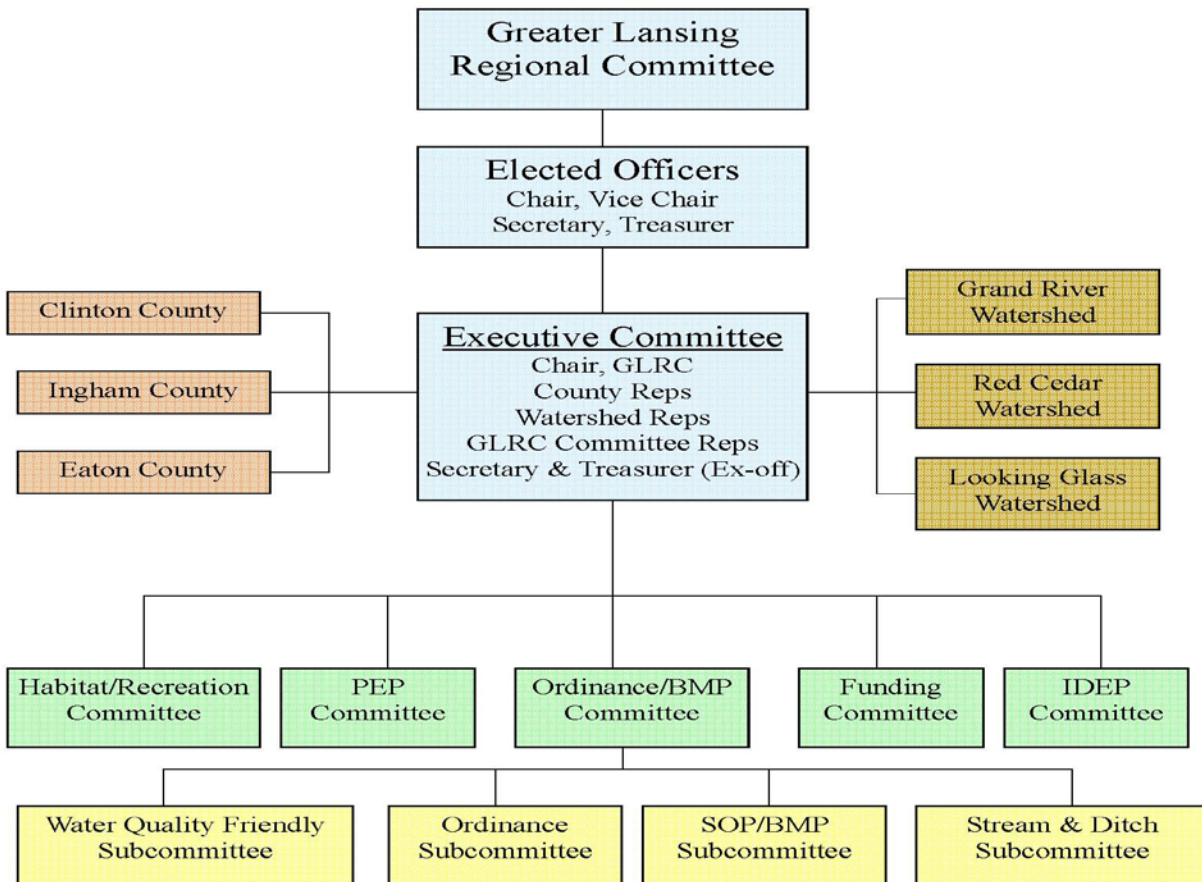 Greater Lansing
Regional Committee
Elected Officers
Chair, Vice Chair
Secretary, Treasurer
Clinton County
Ingham County
Eaton County
Executive Committee
Chair, GLRC
County Reps
Watershed Reps
GLRC Committee Reps
Secretary & Treasurer (Ex-off)
Grand River
Watershed
Red Cedar
Watershed
Looking Glass
Watershed
Habitat/Recreation
Committee
PEP
Committee
Ordinance/BMP
Committee
Funding
Committee
IDEP
Committee
Water Quality Friendly
Subcommittee
Ordinance
Subcommittee
SOP/BMP
Subcommittee
Stream & Ditch
Subcommittee